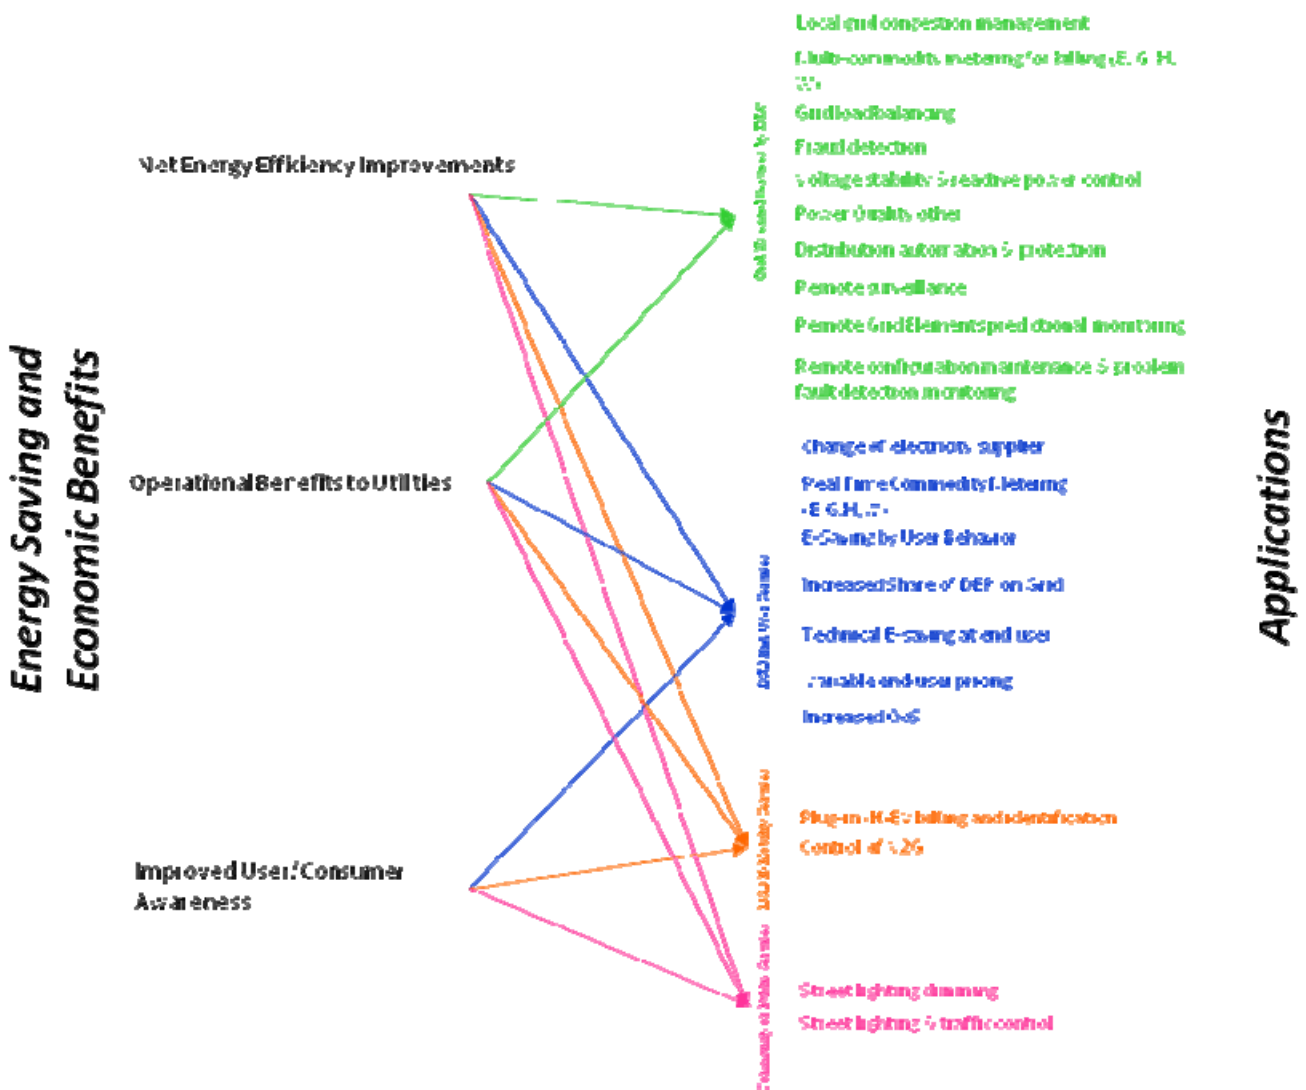 Energy Saving and
Economic Benefits
Net Energy Efficiency Improvements
Operational Benefits to Utilities
Improved User/Consumer
Awareness
Local grid congestion management
Multi-commodity metering for billing (E, G, H,
Grid load balancing
Fraud detection
Voltage stability & reactive power control
Power Quality other
Distribution automation & protection
Remote surveillance
Remote Grid Elements monitoring
Remote configuration maintenance & problem
fault detection monitoring
Change of electricity supplier
Real Time Commodity Metering
E-Saving by User Behavior
Increased Share of DER on Grid
Technical E-saving at end user
Variable end-user pricing
Increased QoS
Plug-in billing and identification
Control of V2G
Street lighting dimming
Street lighting & traffic control
Applications